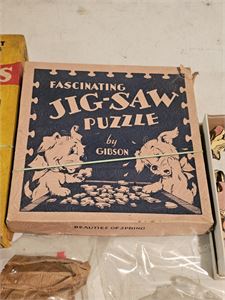 FASCINATING
JIG-SAW
PUZZLE
by
GIBSON
BEAUTIES OF SPRING